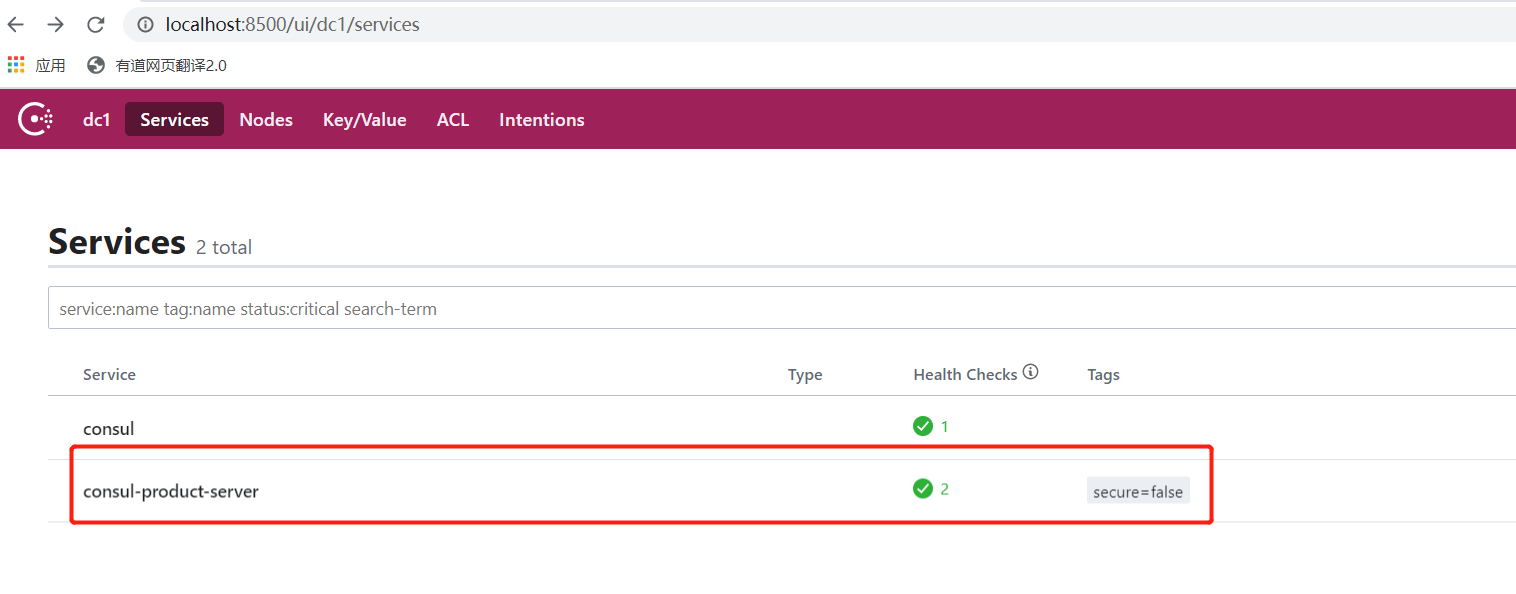 localhost:8500/ui/dc1/services
应用 有道网页翻译2.0
dc1 Services Nodes Key/Value ACL Intentions
Services 2 total
service:name tag:name status:critical search-term
Service Type Health Checks Tags
consul 1
consul-product-server 2 secure=false